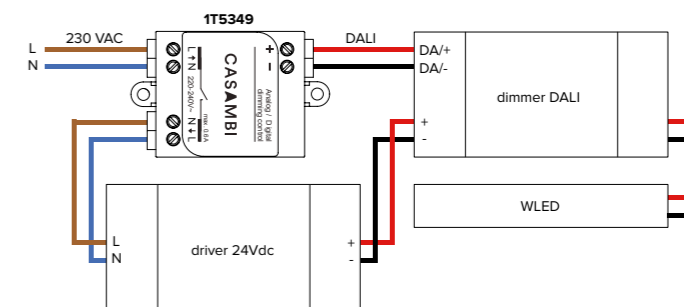 1T5349
L
230 VAC
DALI
N
L N
220-240V~
N L
max. 0.6A
CASAMBI
Analog / Digital
dimming control
+ -
DA/+
DA/-
dimmer DALI
+
-
WLED
L
N
driver 24Vdc
+
-